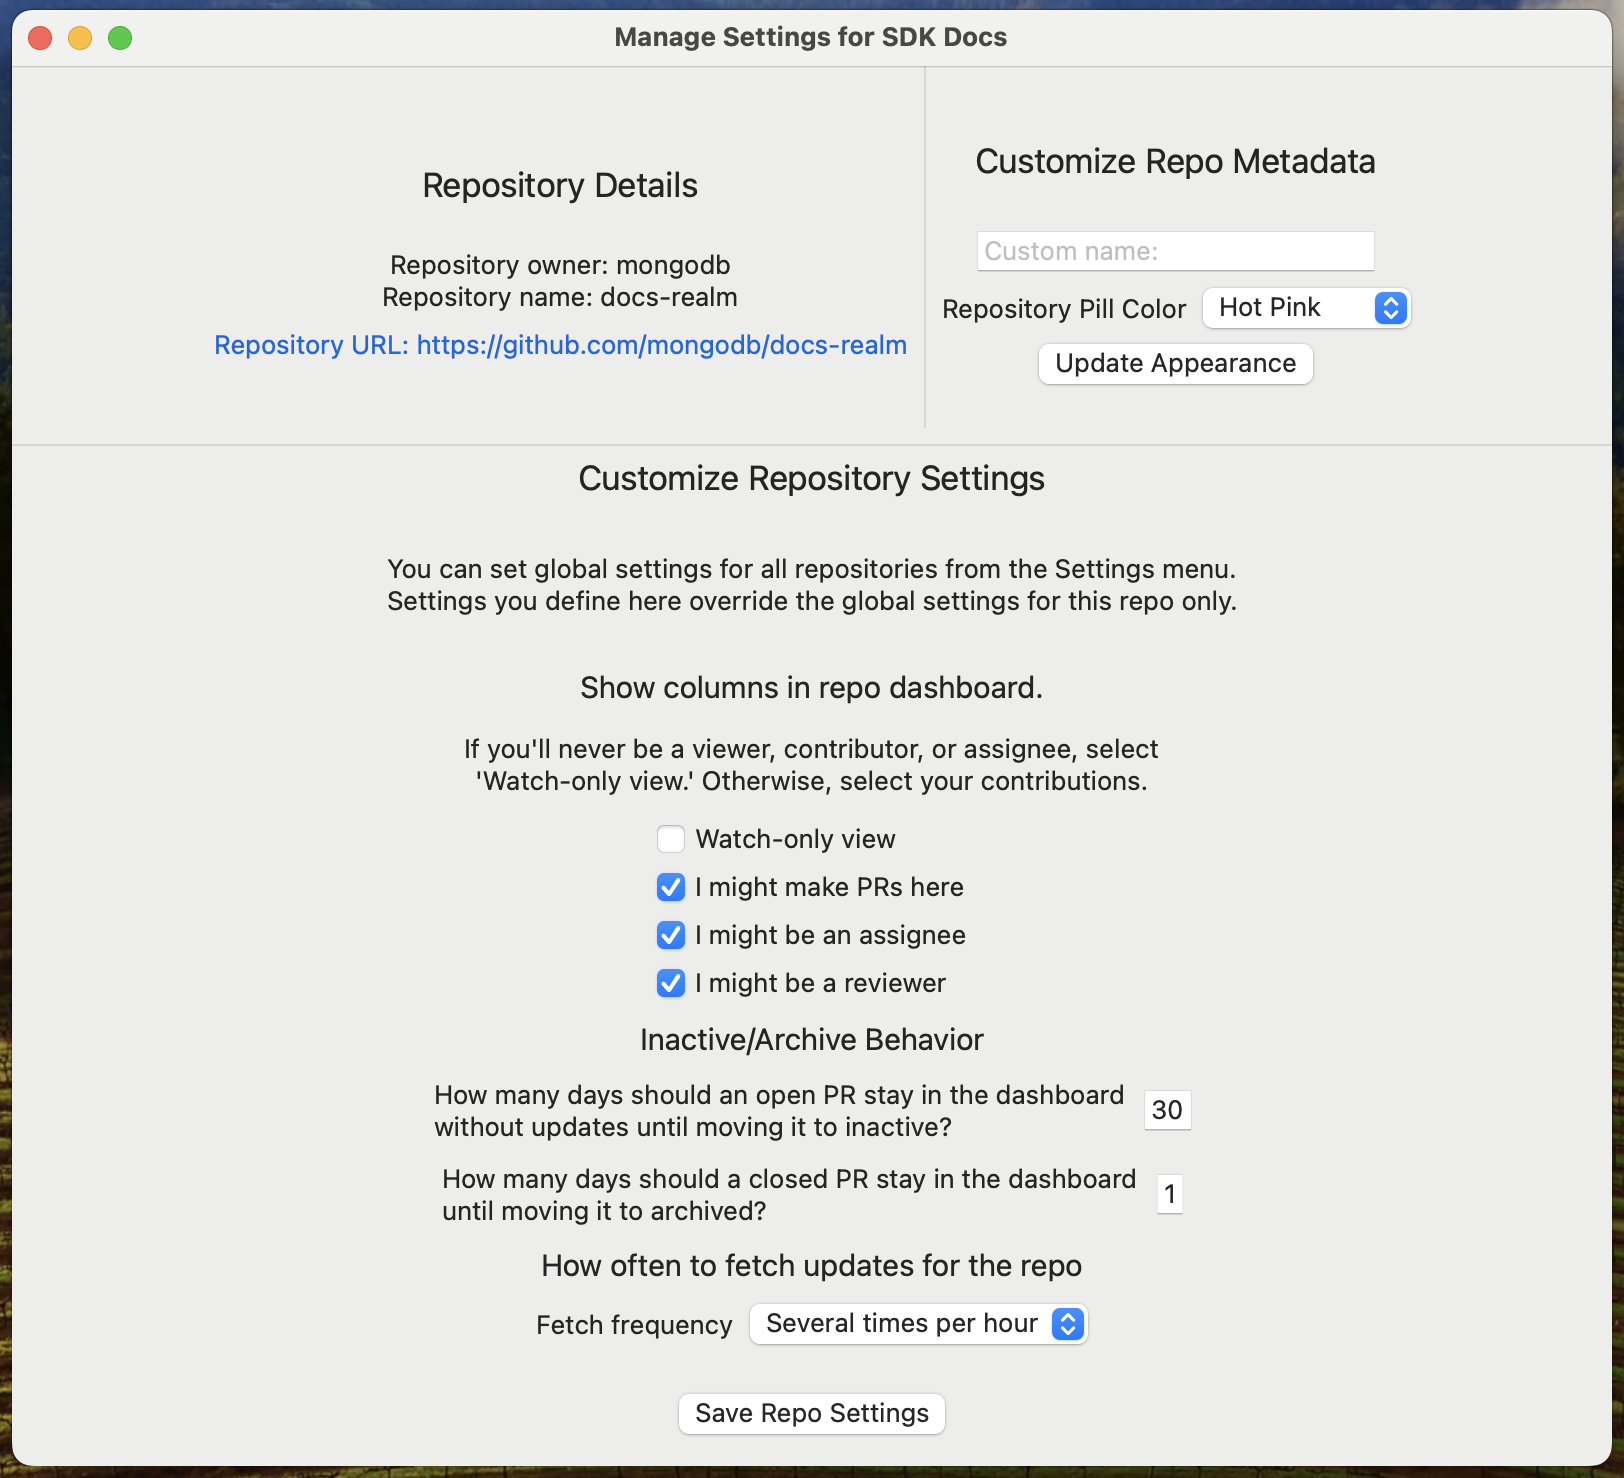 Manage Settings for SDK Docs
Repository Details
Repository owner: mongodb
Repository name: docs-realm
Repository URL: https://github.com/mongodb/docs-realm
Customize Repo Metadata
Custom name:
Repository Pill Color Hot Pink
Update Appearance
Customize Repository Settings
You can set global settings for all repositories from the Settings menu.
Settings you define here override the global settings for this repo only.
Show columns in repo dashboard.
If you'll never be a viewer, contributor, or assignee, select
'Watch-only view.' Otherwise, select your contributions.
Watch-only view
I might make PRs here
I might be an assignee
I might be a reviewer
Inactive/Archive Behavior
How many days should an open PR stay in the dashboard
without updates until moving it to inactive?
30
How many days should a closed PR stay in the dashboard
until moving it to archived?
1
How often to fetch updates for the repo
Fetch frequency Several times per hour
Save Repo Settings